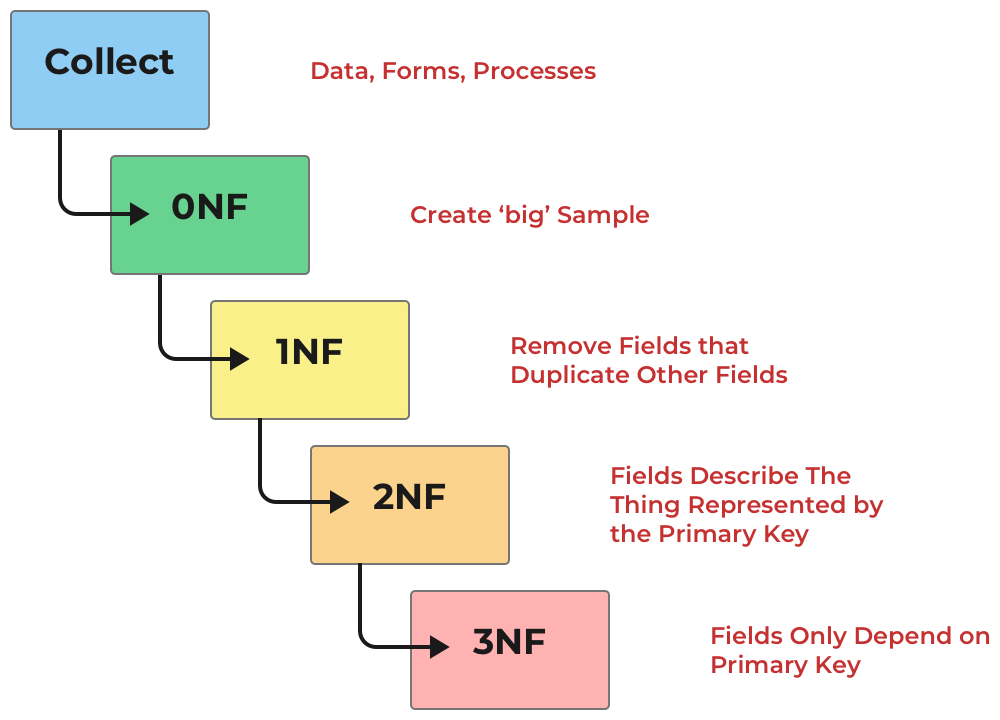 Collect
Data, Forms, Processes
0NF
Create ‘big’ Sample
1NF
Remove Fields that
Duplicate Other Fields
2NF
Fields Describe The
Thing Represented by
the Primary Key
3NF
Fields Only Depend on
Primary Key